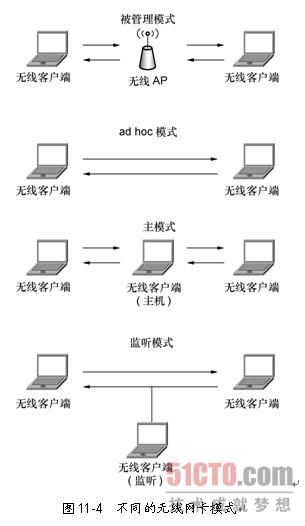 被管理模式
无线客户端 无线 AP 无线客户端
ad hoc 模式
无线客户端 无线客户端
主模式
无线客户端 无线客户端 无线客户端
(主机)
监听模式
无线客户端 无线客户端
无线客户端
(监听)
51CTO.com
技术成就梦想
图 11-4 不同的无线网卡模式